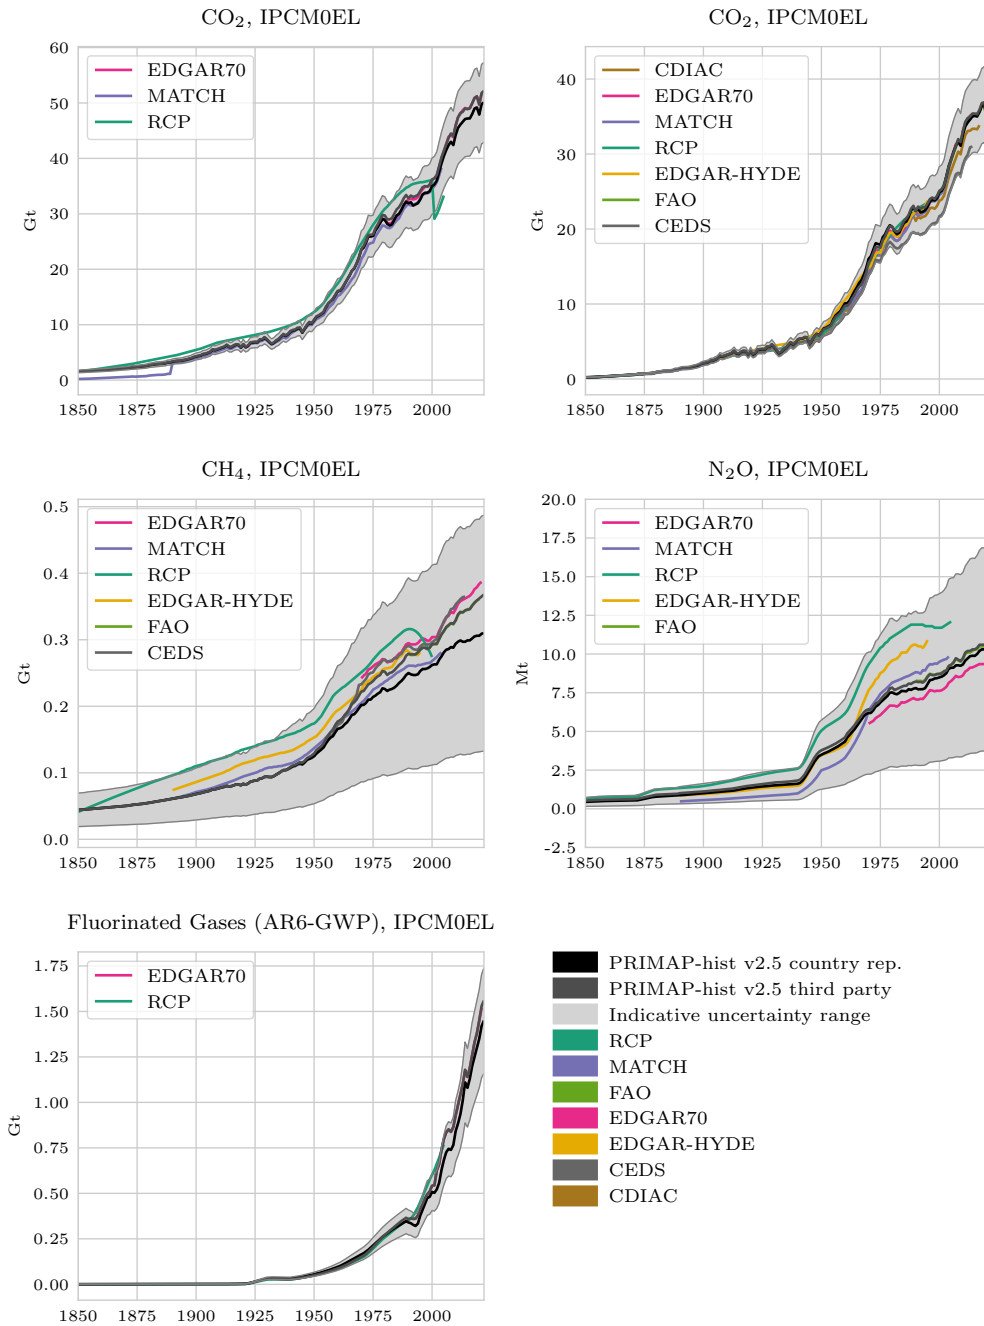 CO₂, IPCM0EL
60
50
40
30
20
10
0
Gt
EDGAR70
MATCH
RCP
1850 1875 1900 1925 1950 1975 2000
CO₂, IPCM0EL
40
30
20
10
0
Gt
CDIAC
EDGAR70
MATCH
RCP
EDGAR-HYDE
FAO
CEDS
1850 1875 1900 1925 1950 1975 2000
CH₄, IPCM0EL
0.5
0.4
0.3
0.2
0.1
0.0
Gt
EDGAR70
MATCH
RCP
EDGAR-HYDE
FAO
CEDS
1850 1875 1900 1925 1950 1975 2000
N₂O, IPCM0EL
20.0
17.5
15.0
12.5
10.0
7.5
5.0
2.5
0.0
-2.5
Mt
EDGAR70
MATCH
RCP
EDGAR-HYDE
FAO
1850 1875 1900 1925 1950 1975 2000
Fluorinated Gases (AR6-GWP), IPCM0EL
1.75
1.50
1.25
1.00
0.75
0.50
0.25
0.00
Gt
EDGAR70
RCP
1850 1875 1900 1925 1950 1975 2000
PRIMAP-hist v2.5 country rep.
PRIMAP-hist v2.5 third party
Indicative uncertainty range
RCP
MATCH
FAO
EDGAR70
EDGAR-HYDE
CEDS
CDIAC